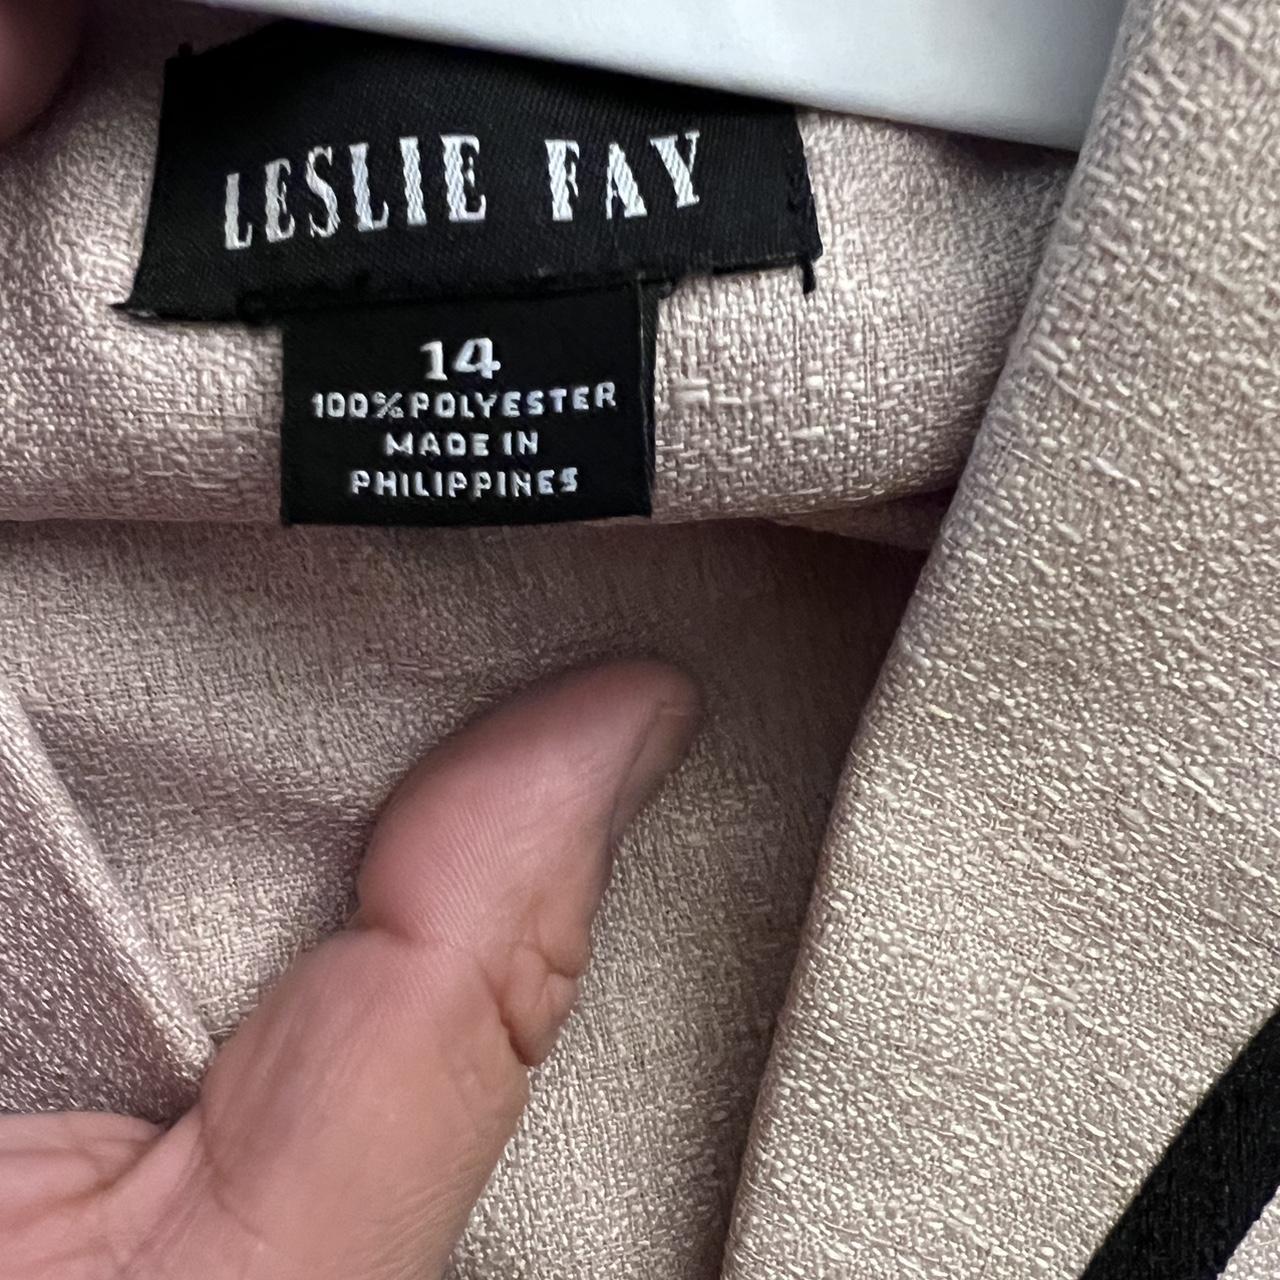 LESLIE FAY
14
100% POLYESTER
MADE IN
PHILIPPINES